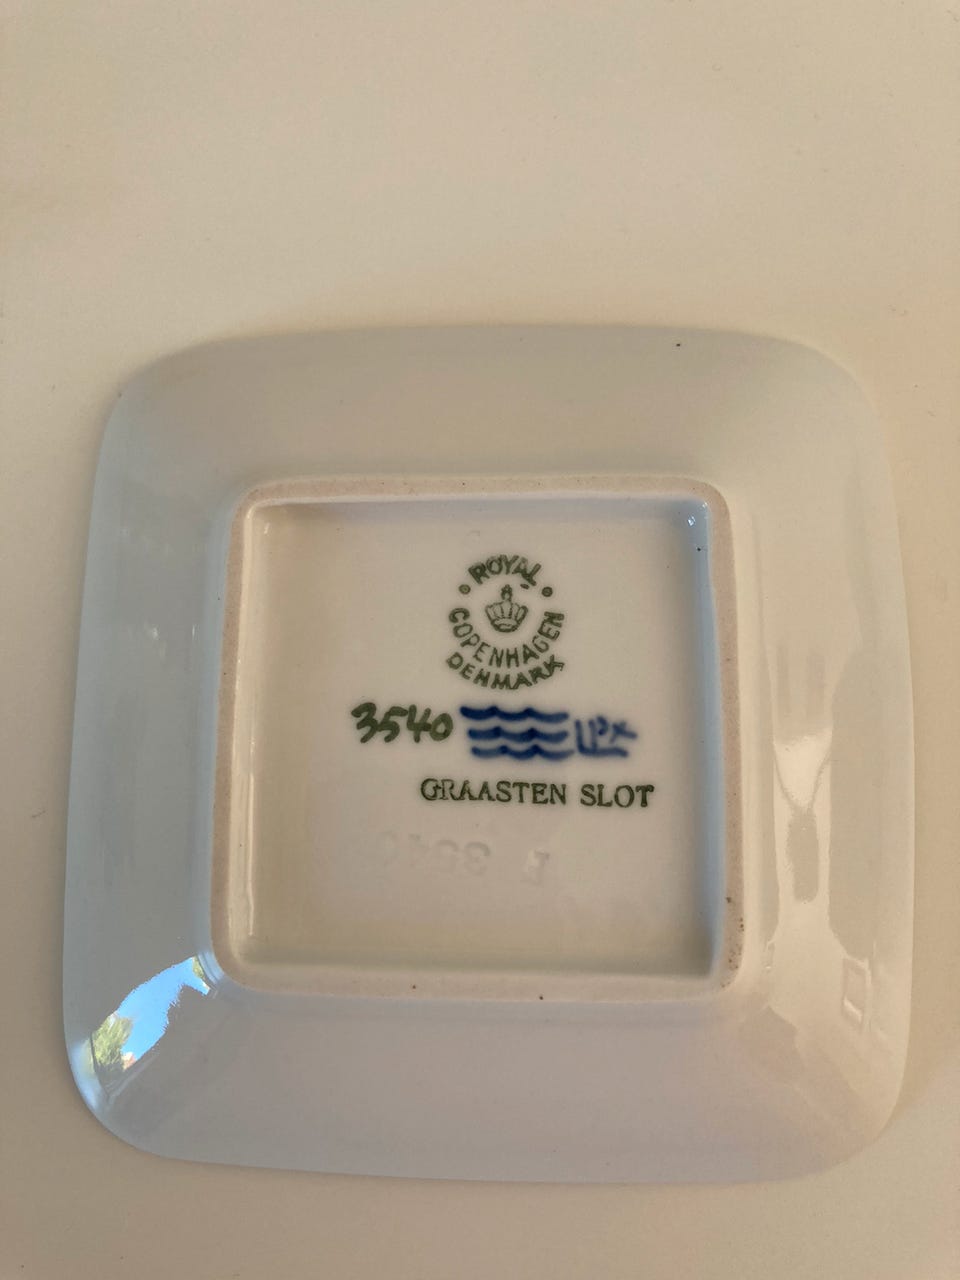 ROYAL
COPENHAGEN
DENMARK
3540
GRAASTEN SLOT